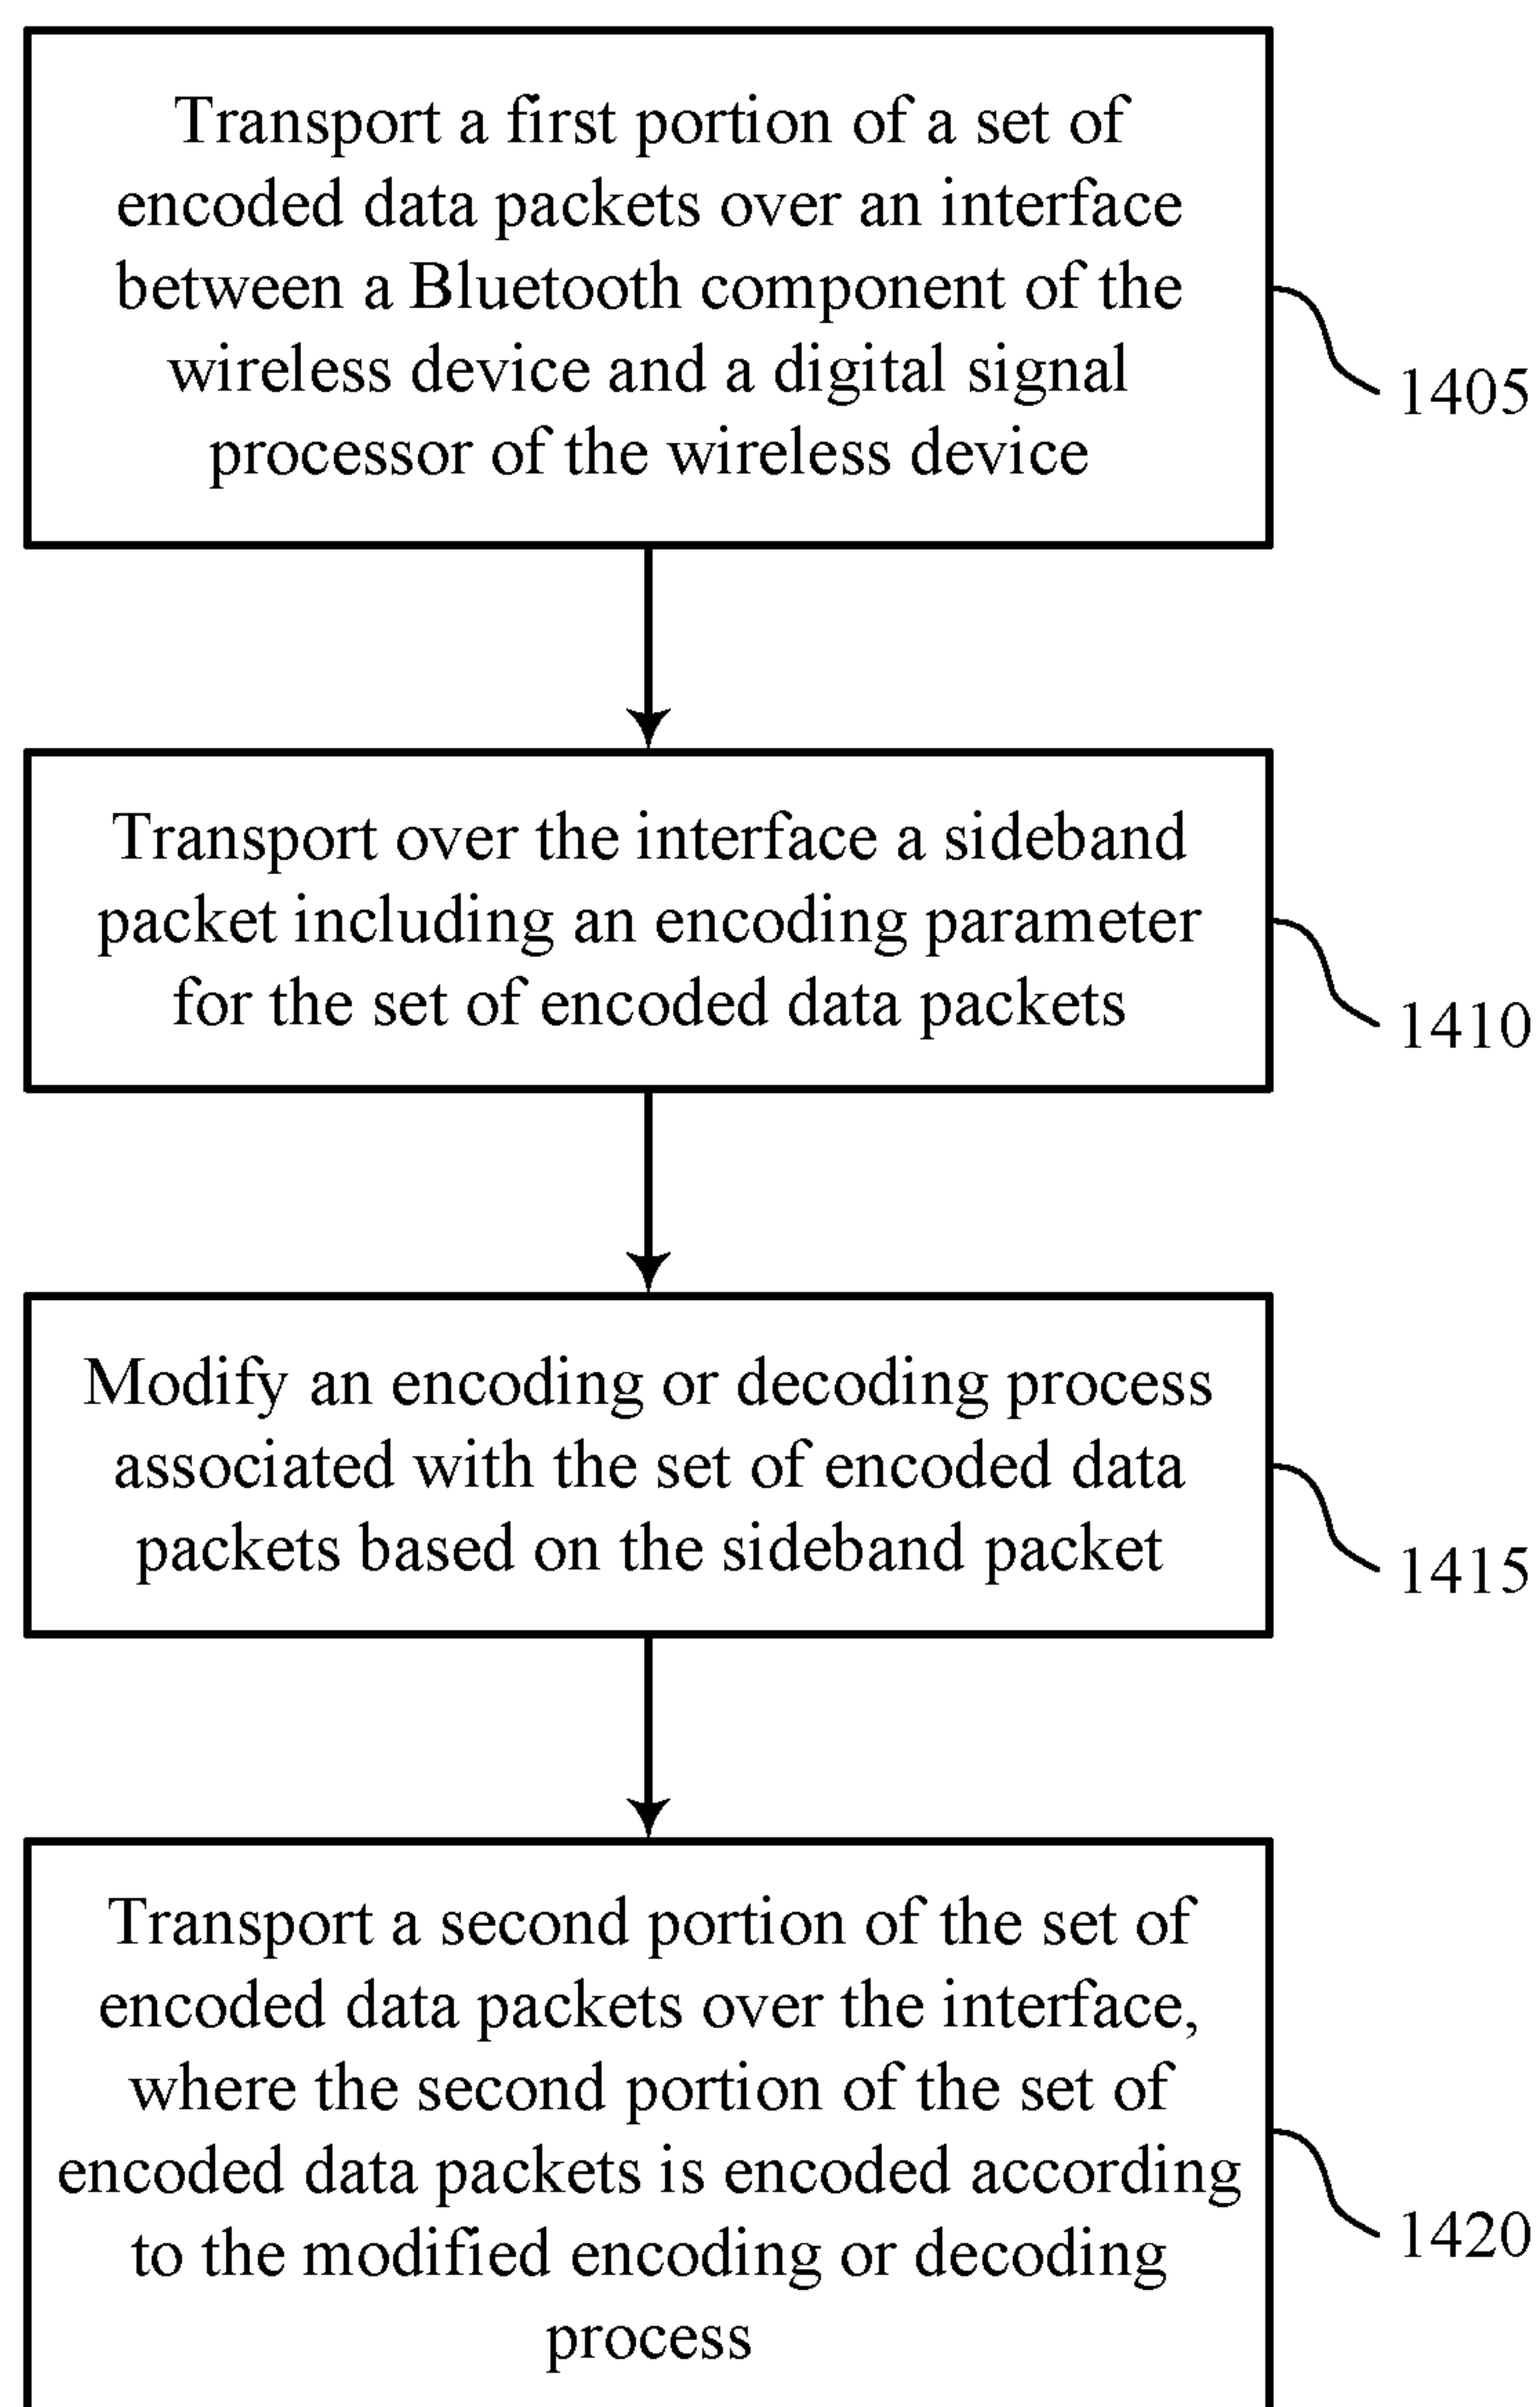 Transport a first portion of a set of
encoded data packets over an interface
between a Bluetooth component of the
wireless device and a digital signal
processor of the wireless device
1405
Transport over the interface a sideband
packet including an encoding parameter
for the set of encoded data packets
1410
Modify an encoding or decoding process
associated with the set of encoded data
packets based on the sideband packet
1415
Transport a second portion of the set of
encoded data packets over the interface,
where the second portion of the set of
encoded data packets is encoded according
to the modified encoding or decoding
process
1420